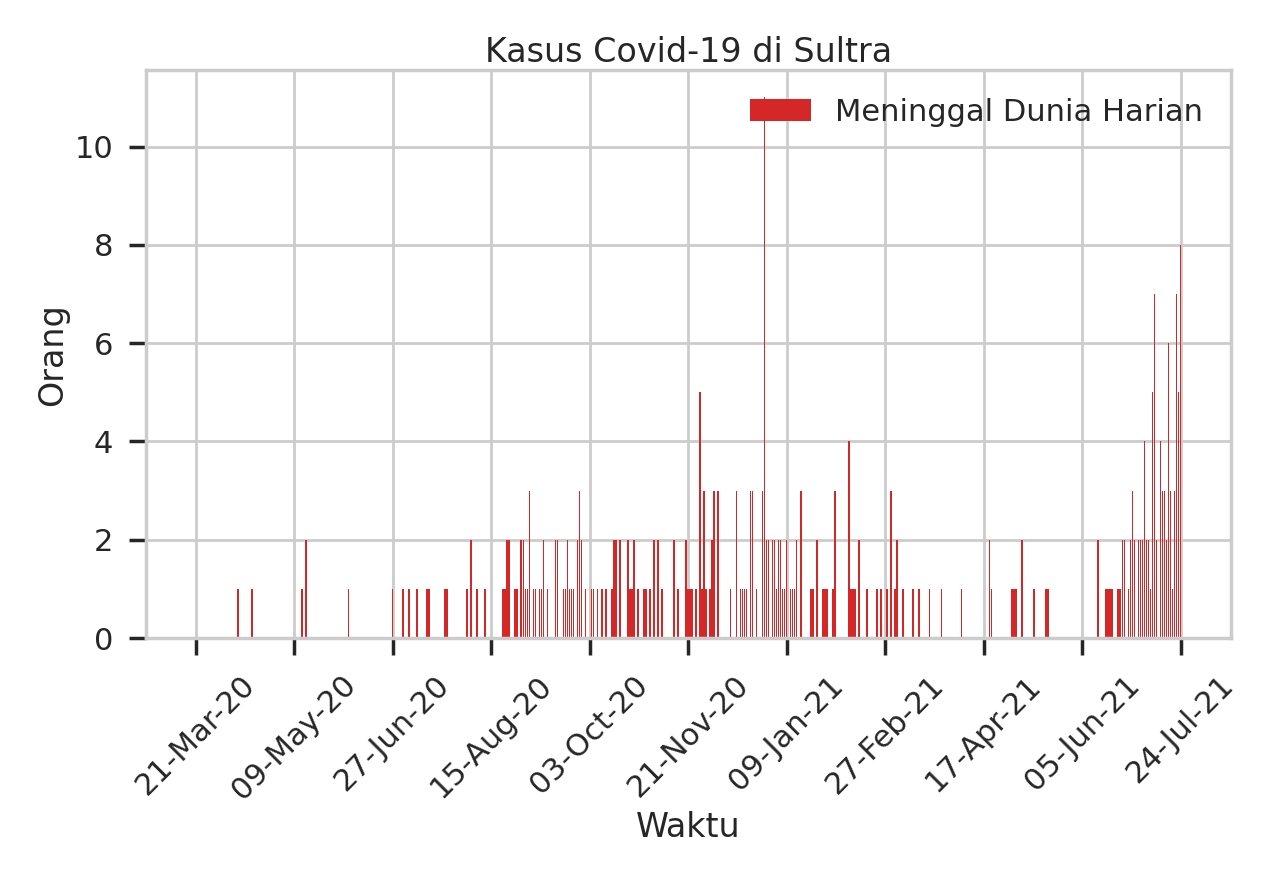 Kasus Covid-19 di Sultra
Meninggal Dunia Harian
10
8
6
4
2
0
Orang
21-Mar-20
09-May-20
27-Jun-20
15-Aug-20
03-Oct-20
21-Nov-20
09-Jan-21
27-Feb-21
17-Apr-21
05-Jun-21
24-Jul-21
Waktu